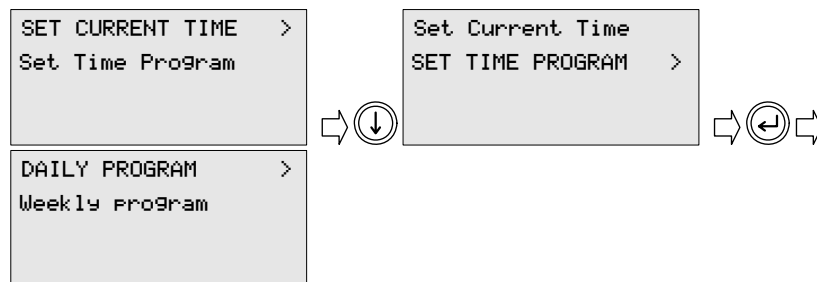 SET CURRENT TIME >
Set Time Program
Set Current Time
SET TIME PROGRAM >
DAILY PROGRAM >
Weekly program